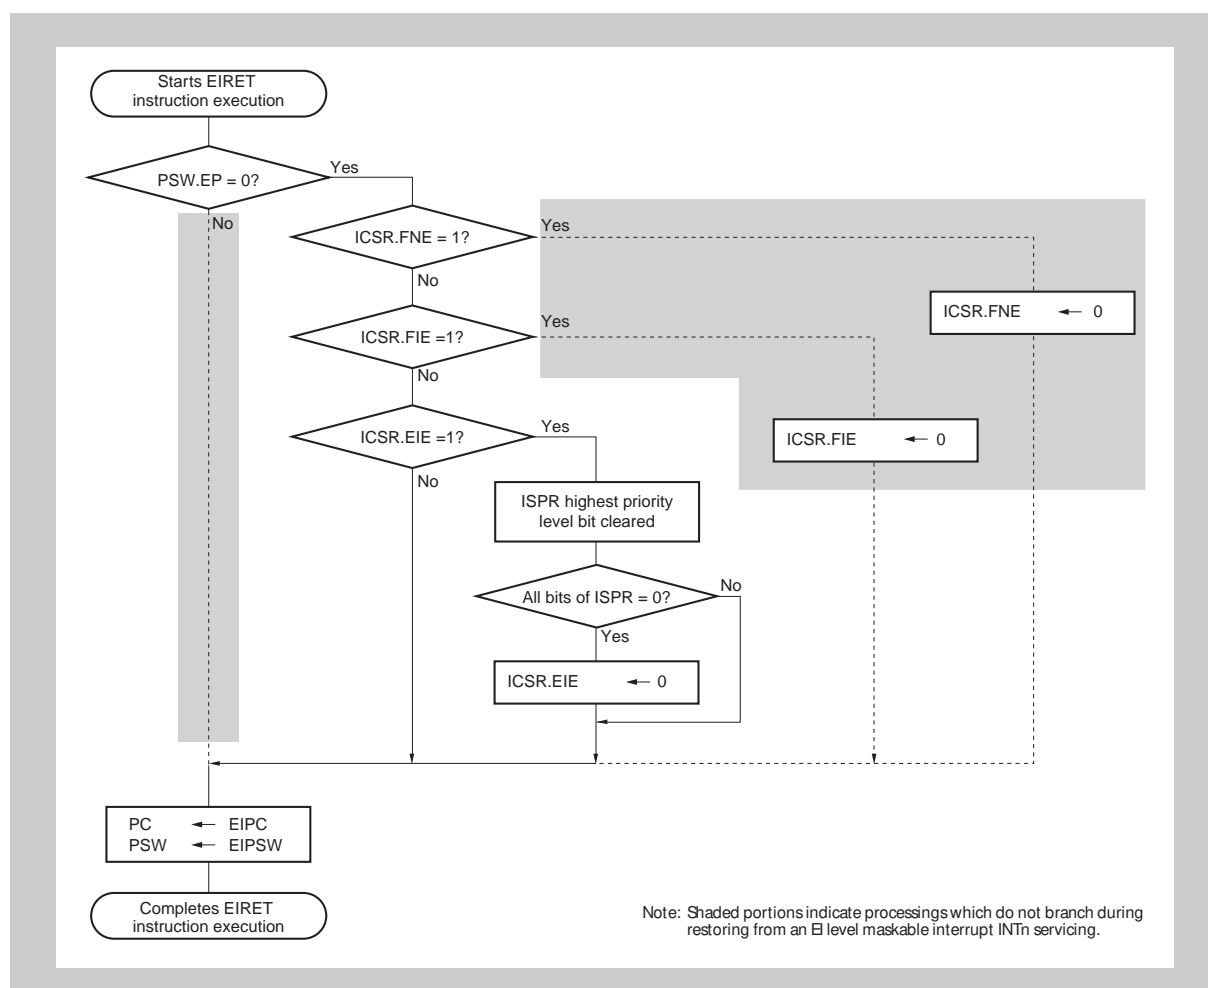 Starts EIRET
instruction execution
PSW.EP = 0?
Yes
No
ICSR.FNE = 1?
Yes
No
ICSR.FNE ← 0
ICSR.FIE =1?
Yes
No
ICSR.FIE ← 0
ICSR.EIE =1?
Yes
No
ISPR highest priority
level bit cleared
All bits of ISPR = 0?
No
Yes
ICSR.EIE ← 0
PC ← EIPC
PSW ← EIPSW
Completes EIRET
instruction execution
Note: Shaded portions indicate processings which do not branch during
restoring from an EI level maskable interrupt INTn servicing.